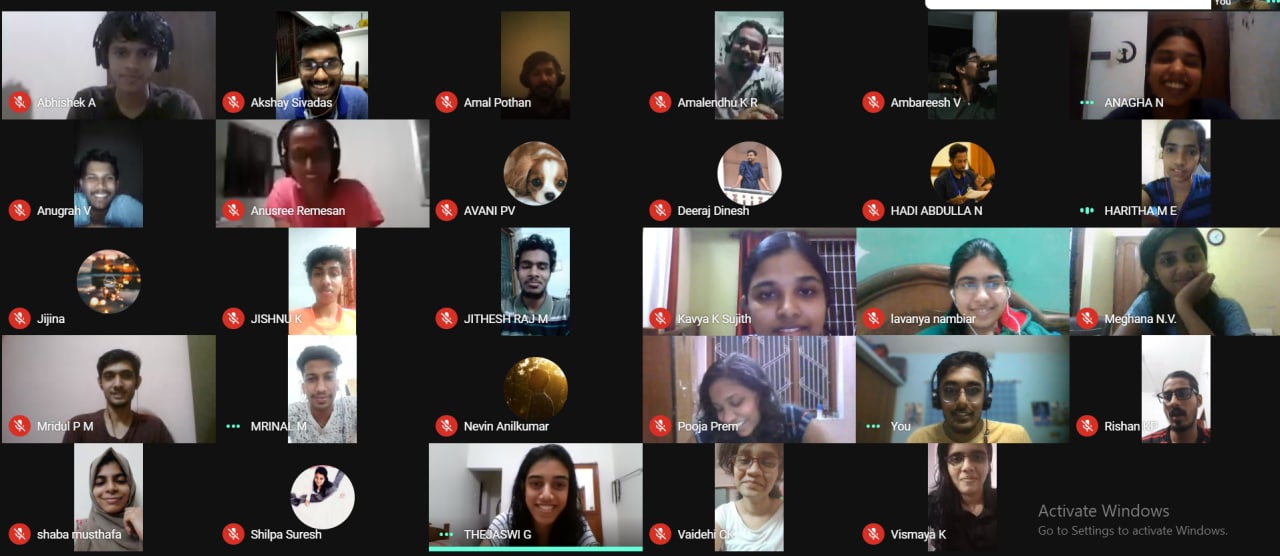 You
Abhishek A
Akshay Sivadas
Amal Pothan
Amalendhu K R
Ambareesh V
ANAGHA N
Anugrah V
Anusree Remesan
AVANI PV
Deeraj Dinesh
HADI ABDULLA N
HARITHA M E
Jijina
JISHNU K
JITHESH RAJ M
Kavya K Sujith
lavanya nambiar
Meghana N.V.
Mridul P M
MRINAL M
Nevin Anilkumar
Pooja Prem
You
Rishan KP
shaba musthafa
Shilpa Suresh
THEJASWI G
Vaidehi
Vismaya K
Activate Windows
Go to Settings to activate Windows.